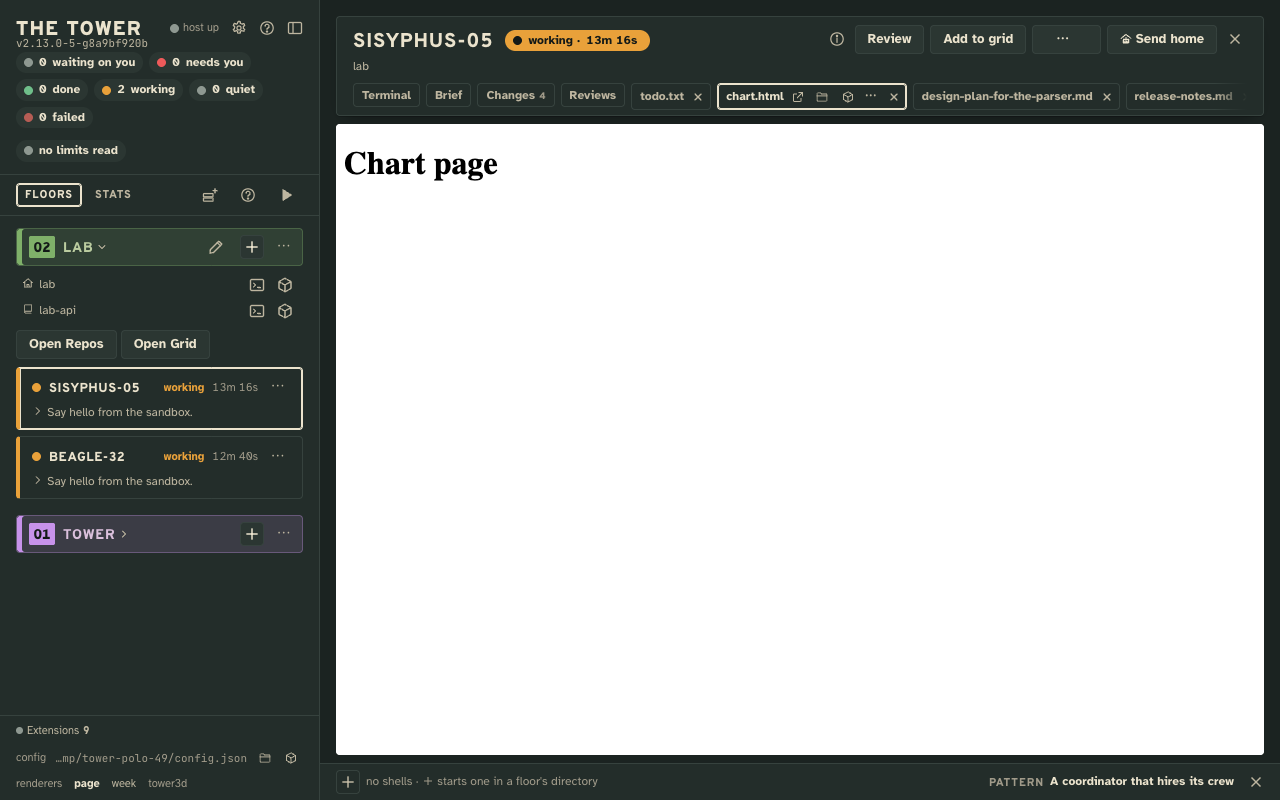 THE TOWER
host up
v2.13.0-5-g8a9bf920b
0 waiting on you
0 needs you
0 done
2 working
0 quiet
0 failed
no limits read
FLOORS
STATS
02 LAB
lab
lab-api
Open Repos
Open Grid
SISYPHUS-05 working 13m 16s
Say hello from the sandbox.
BEAGLE-32 working 12m 40s
Say hello from the sandbox.
01 TOWER
Extensions 9
config …mp/tower-polo-49/config.json
renderers page week tower3d
SISYPHUS-05 working · 13m 16s
Review
Add to grid
Send home
lab
Terminal
Brief
Changes 4
Reviews
todo.txt
chart.html
design-plan-for-the-parser.md
release-notes.md
Chart page
no shells · + starts one in a floor's directory
PATTERN A coordinator that hires its crew